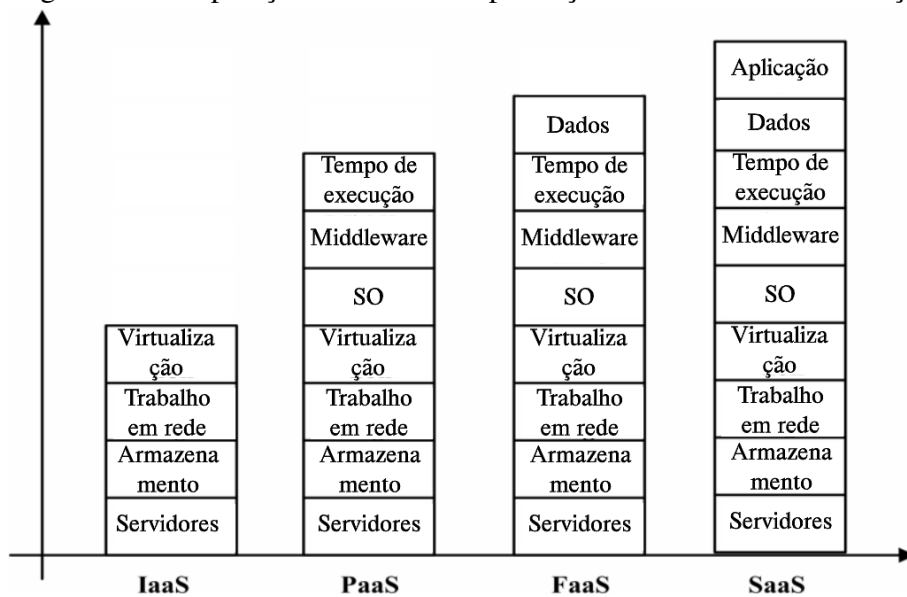 Aplicação
Dados
Dados
Tempo de
execução
Tempo de
execução
Tempo de
execução
Middleware
Middleware
Middleware
SO
SO
SO
Virtualiza
ção
Virtualiza
ção
Virtualiza
ção
Virtualiza
ção
Trabalho
em rede
Trabalho
em rede
Trabalho
em rede
Trabalho
em rede
Armazena
mento
Armazena
mento
Armazena
mento
Armazena
mento
Servidores
Servidores
Servidores
Servidores
IaaS
PaaS
FaaS
SaaS